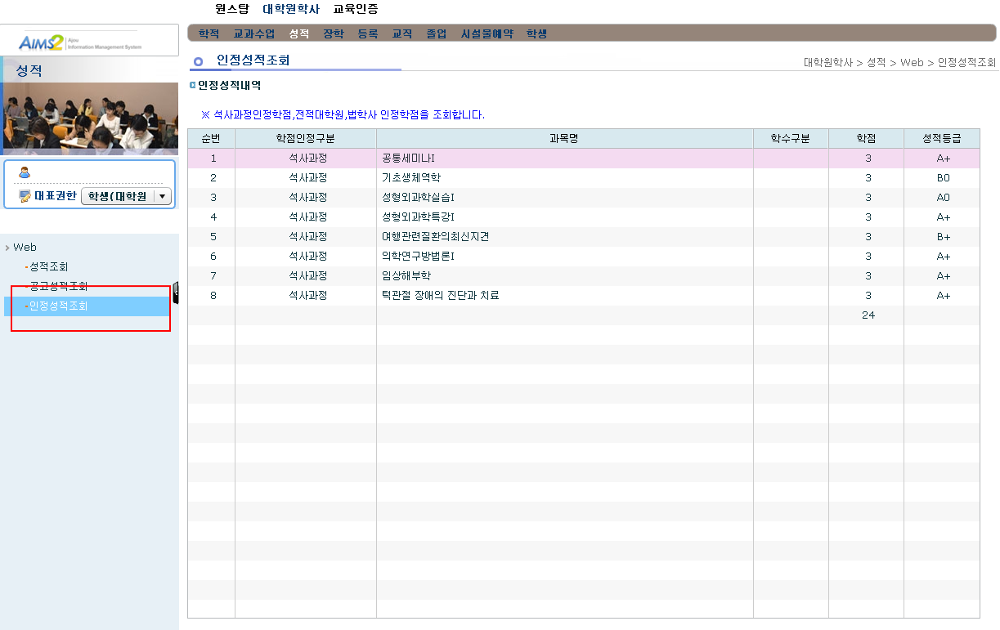 원스탑 대학원학사 교육인증
AIMS2 Ajou Information Management System
학적 교과수업 성적 장학 등록 교직 졸업 시설물예약 학생
성적
인정성적조회
대학원학사 > 성적 > Web > 인정성적조회
대표권한 학생(대학원
Web
-성적조회
-공고성적조회
-인정성적조회
인정성적내역
※ 석사과정인정학점,전적대학원,법학사 인정학점을 조회합니다.
순번 학점인정구분 과목명 학수구분 학점 성적등급
1 석사과정 공통세미나I 3 A+
2 석사과정 기초생체역학 3 B0
3 석사과정 성형외과학실습I 3 A0
4 석사과정 성형외과학특강I 3 A+
5 석사과정 여행관련질환의최신지견 3 B+
6 석사과정 의학연구방법론I 3 A+
7 석사과정 임상해부학 3 A+
8 석사과정 턱관절 장애의 진단과 치료 3 A+
24